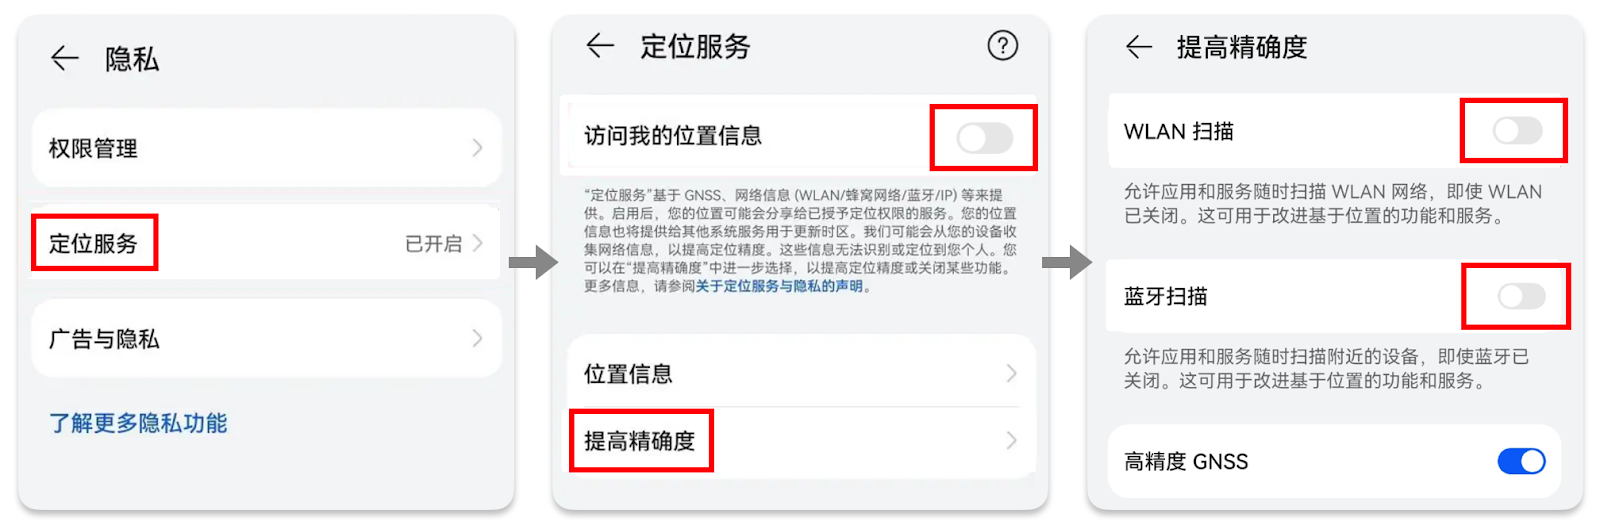 隐私
权限管理
定位服务
已开启
广告与隐私
了解更多隐私功能
定位服务
访问我的位置信息
“定位服务”基于 GNSS、网络信息 (WLAN/蜂窝网络/蓝牙/IP) 等来提
供。启用后，您的位置可能会分享给已授予定位权限的服务。您的位置
信息也将提供给其他系统服务用于更新时区。我们可能会从您的设备收
集网络信息，以提高定位精度。这些信息无法识别或定位到您个人。您
可以在“提高精确度”中进一步选择，以提高定位精度或关闭某些功能。
更多信息，请参阅关于定位服务与隐私的声明。
位置信息
提高精确度
提高精确度
WLAN 扫描
允许应用和服务随时扫描 WLAN 网络，即使 WLAN
已关闭。这可用于改进基于位置的功能和服务。
蓝牙扫描
允许应用和服务随时扫描附近的设备，即使蓝牙已
关闭。这可用于改进基于位置的功能和服务。
高精度 GNSS